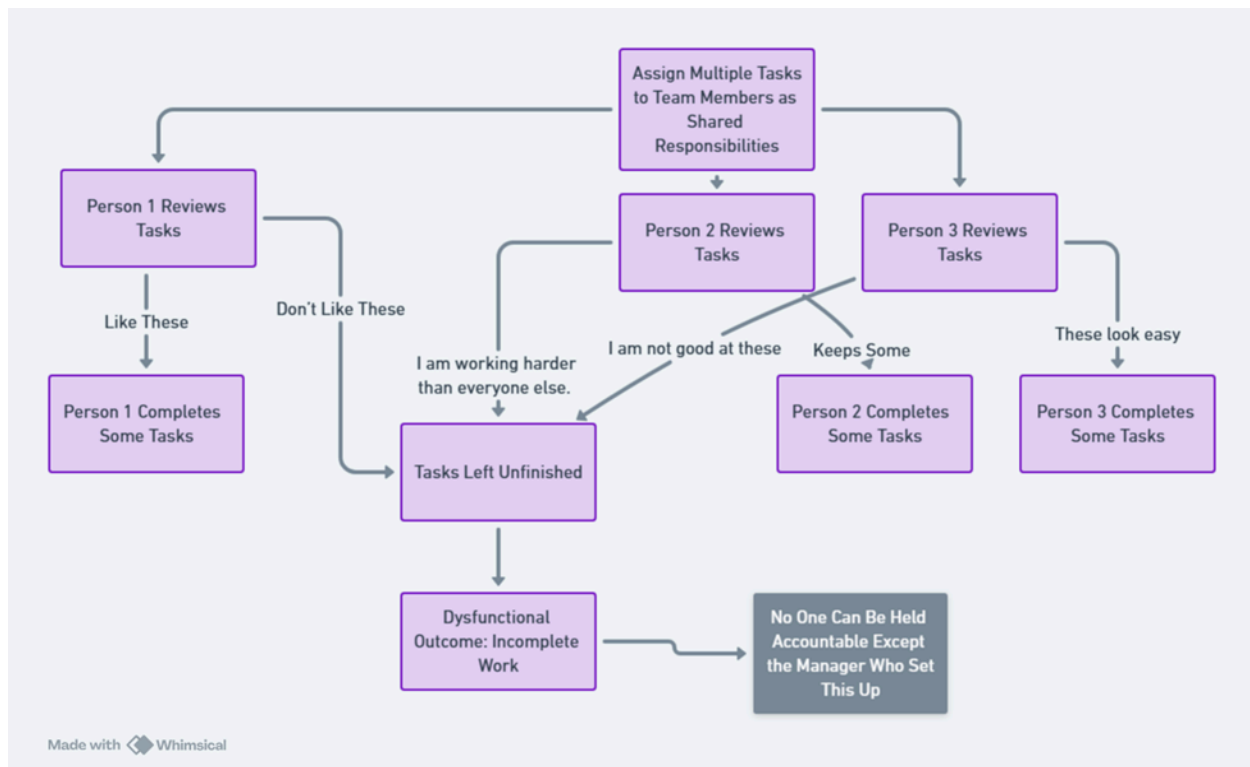 Assign Multiple Tasks
to Team Members as
Shared
Responsibilities
Person 1 Reviews
Tasks
Person 2 Reviews
Tasks
Person 3 Reviews
Tasks
Like These
Don't Like These
I am working harder
than everyone else.
I am not good at these
Keeps Some
These look easy
Person 1 Completes
Some Tasks
Tasks Left Unfinished
Person 2 Completes
Some Tasks
Person 3 Completes
Some Tasks
Dysfunctional
Outcome: Incomplete
Work
No One Can Be Held
Accountable Except
the Manager Who Set
This Up
Made with Whimsical